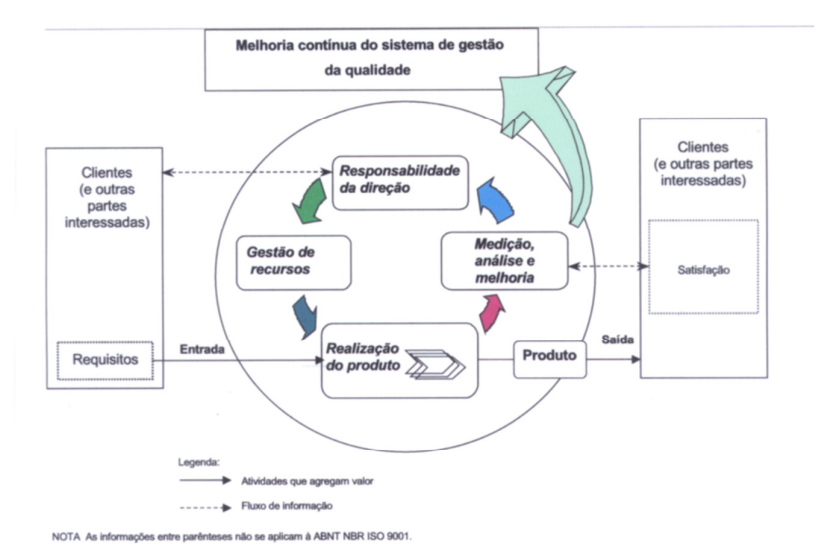 Melhoria contínua do sistema de gestão
da qualidade
Clientes
(e outras
partes
interessadas)
Requisitos
Entrada
Responsabilidade
da direção
Gestão de
recursos
Medição,
análise e
melhoria
Realização
do produto
Produto
Saída
Clientes
(e outras partes
interessadas)
Satisfação
Legenda:
Atividades que agregam valor
Fluxo de informação
NOTA As informações entre parênteses não se aplicam à ABNT NBR ISO 9001.